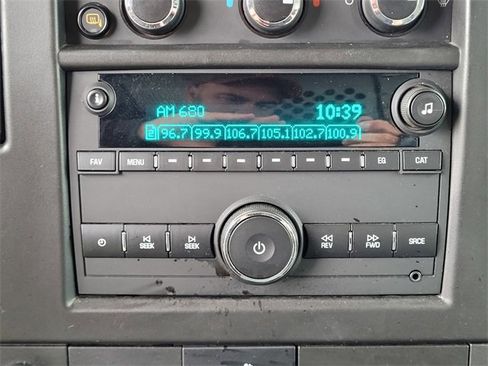 AM 680 10:39
2 96.7 99.9 106.7 105.1 102.7 100.9
FAV MENU EQ CAT
SEEK SEEK REV FWD SRCE